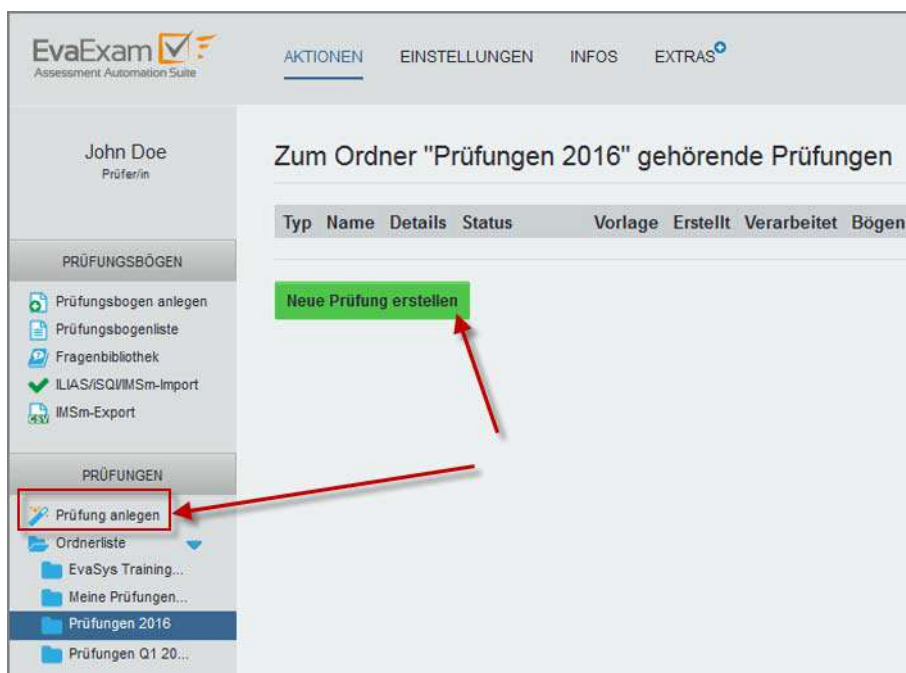 EvaExam
Assessment Automation Suite
AKTIONEN EINSTELLUNGEN INFOS EXTRAS
John Doe
Prüfer/in
Zum Ordner "Prüfungen 2016" gehörende Prüfungen
Typ Name Details Status Vorlage Erstellt Verarbeitet Bögen
Neue Prüfung erstellen
PRÜFUNGSBÖGEN
Prüfungsbogen anlegen
Prüfungsbogenliste
Fragenbibliothek
ILIAS/iSQI/IMSm-Import
CSV
IMSm-Export
PRÜFUNGEN
Prüfung anlegen
Ordnerliste
EvaSys Training...
Meine Prüfungen...
Prüfungen 2016
Prüfungen Q1 20...